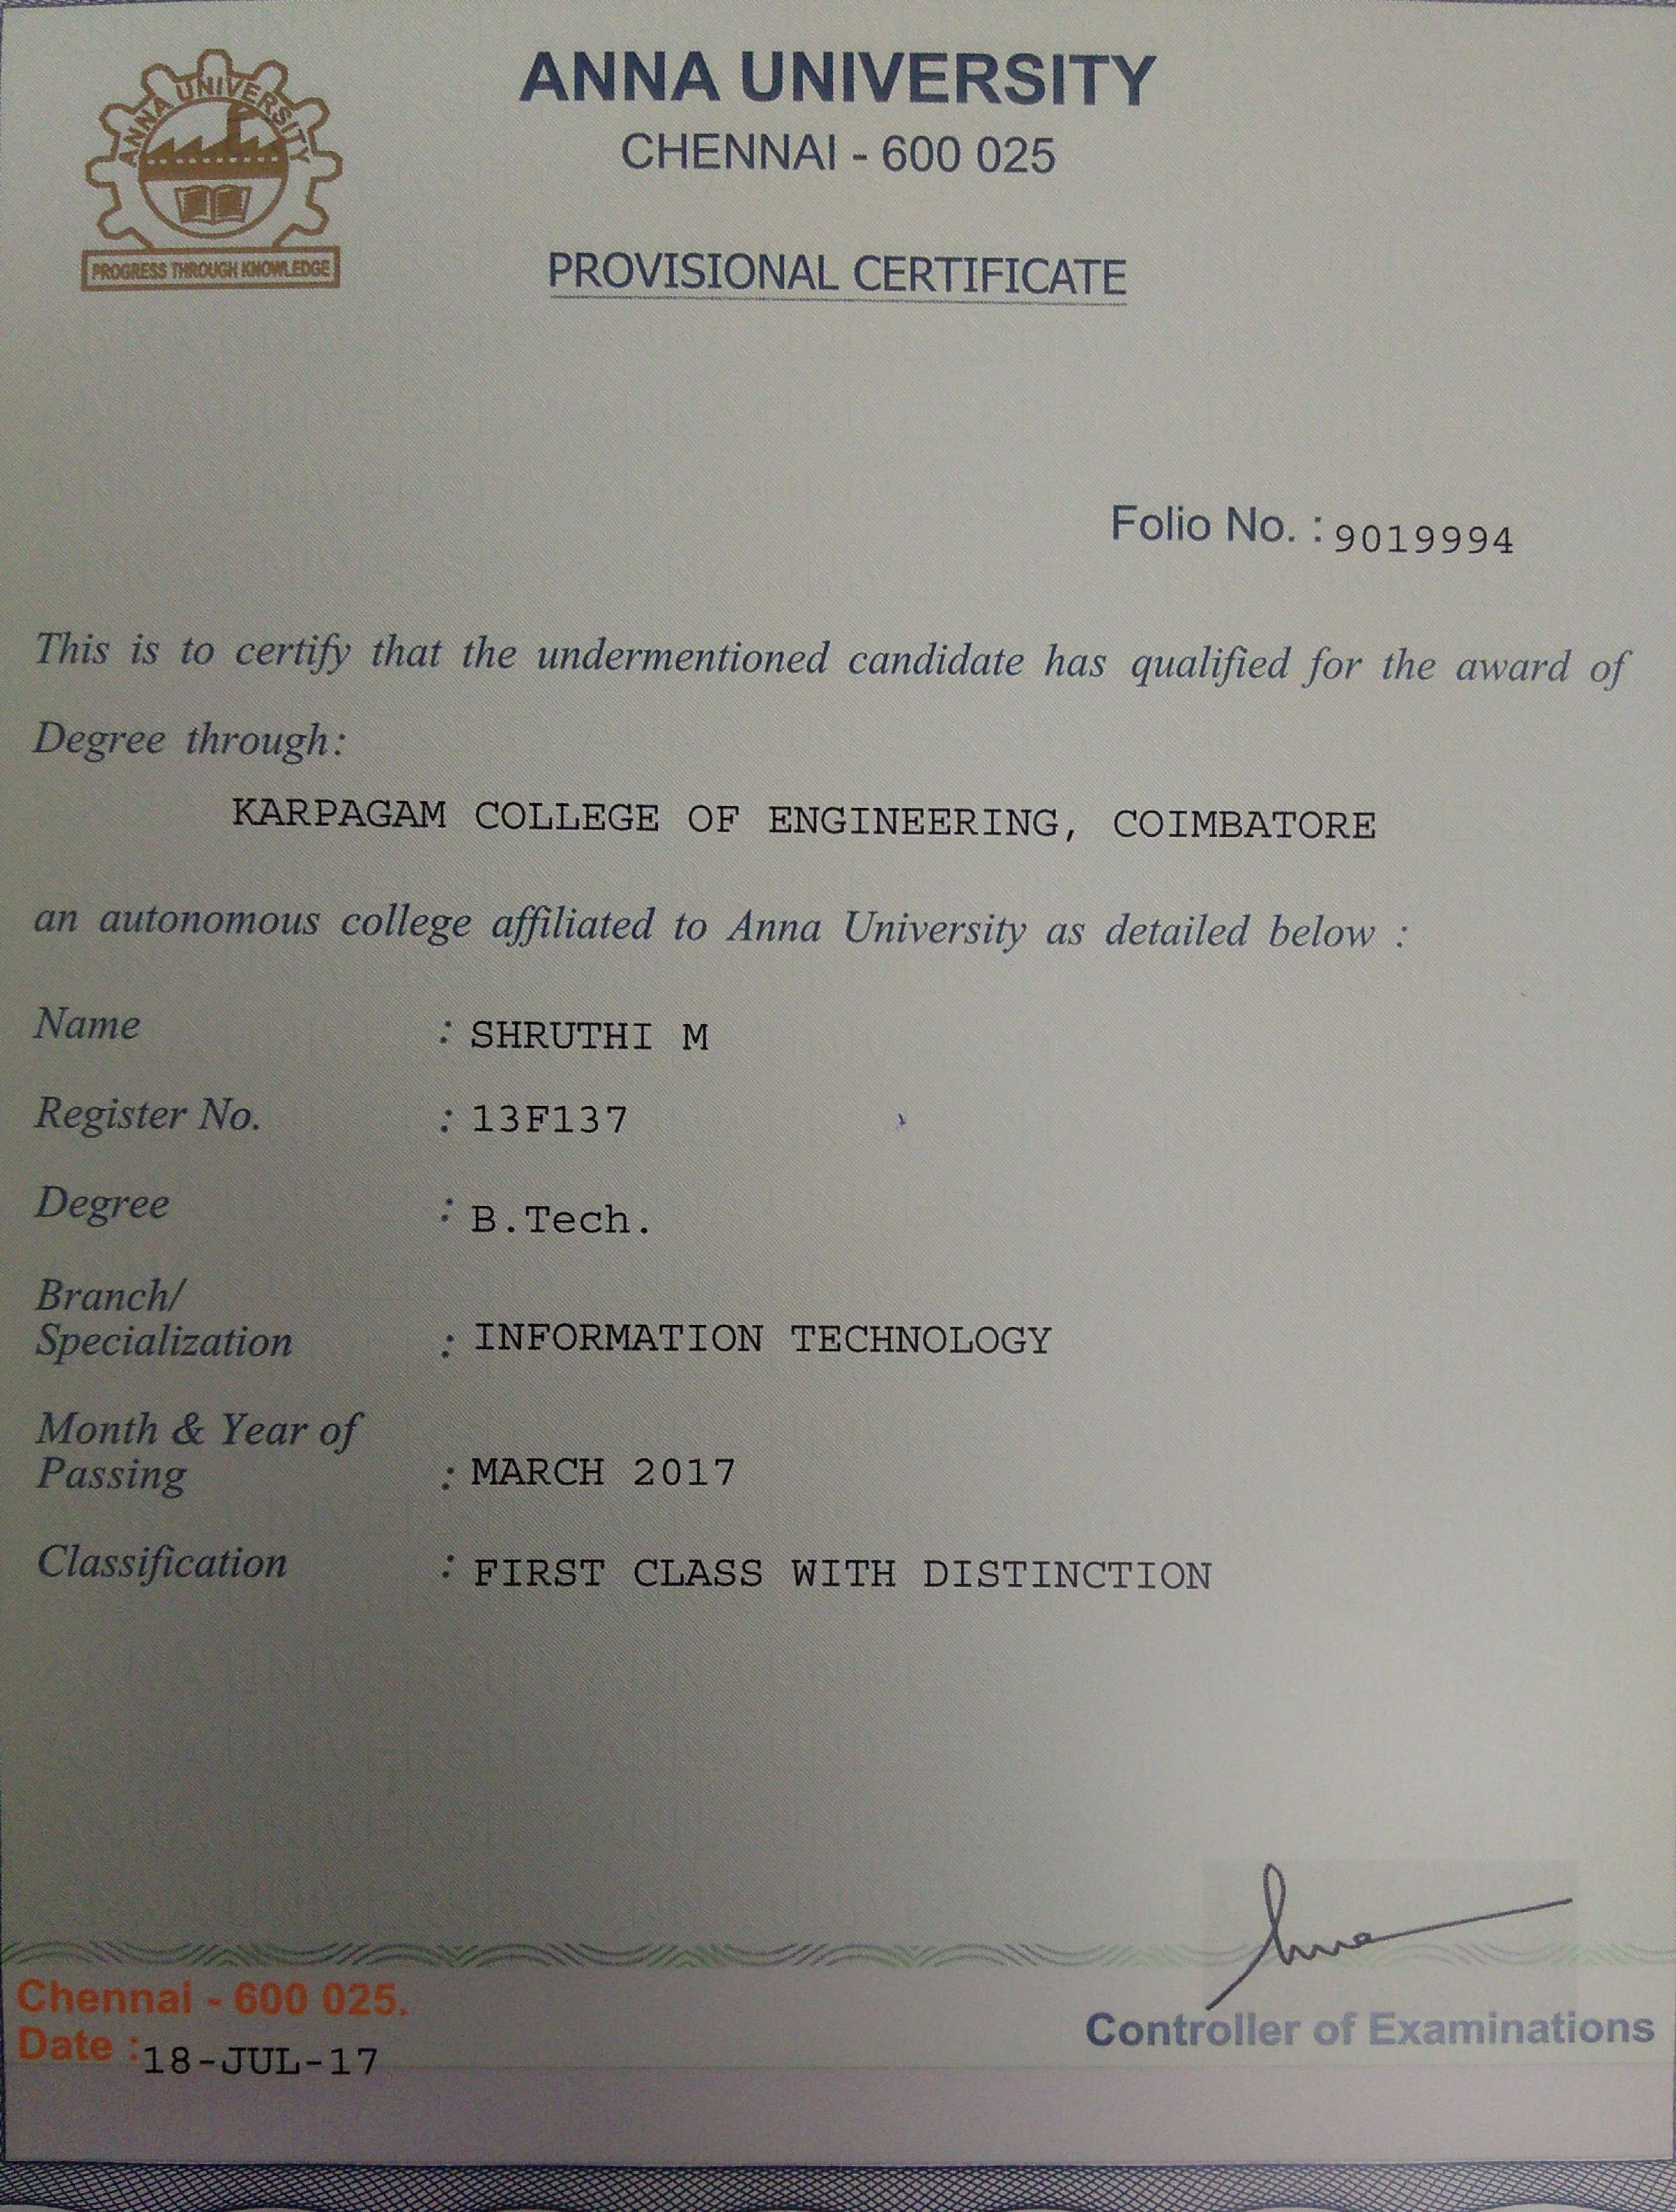 ANNA UNIVERSITY
PROGRESS THROUGH KNOWLEDGE
ANNA UNIVERSITY
CHENNAI - 600 025
PROVISIONAL CERTIFICATE
Folio No. : 9019994
This is to certify that the undermentioned candidate has qualified for the award of
Degree through:
KARPAGAM COLLEGE OF ENGINEERING, COIMBATORE
an autonomous college affiliated to Anna University as detailed below :
Name : SHRUTHI M
Register No. : 13F137
Degree : B.Tech.
Branch/
Specialization : INFORMATION TECHNOLOGY
Month & Year of
Passing : MARCH 2017
Classification : FIRST CLASS WITH DISTINCTION
Chennai - 600 025.
Date : 18-JUL-17
Controller of Examinations